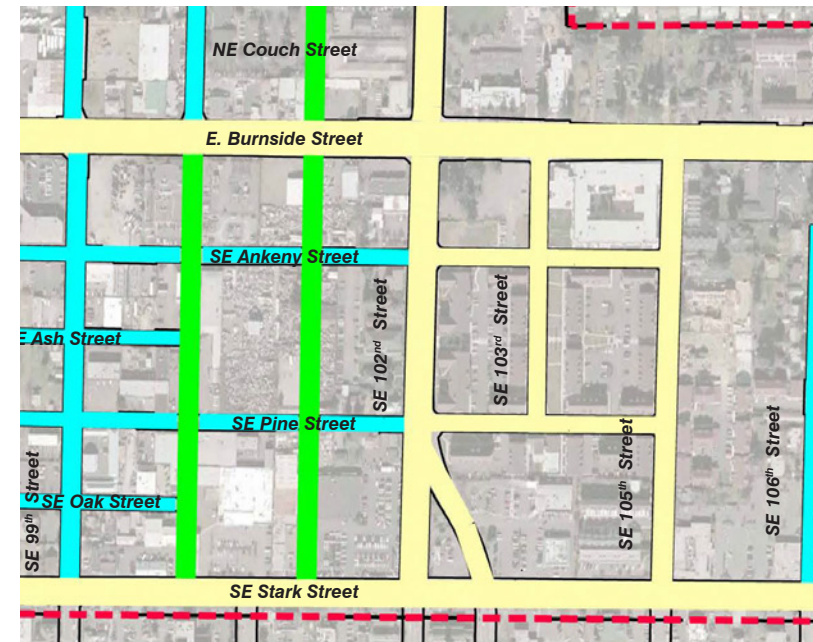 NE Couch Street
E. Burnside Street
SE Ankeny Street
SE 102nd Street
SE 103rd Street
E Ash Street
SE Pine Street
SE 99th Street
SE Oak Street
SE 105th Street
SE 106th Street
SE Stark Street